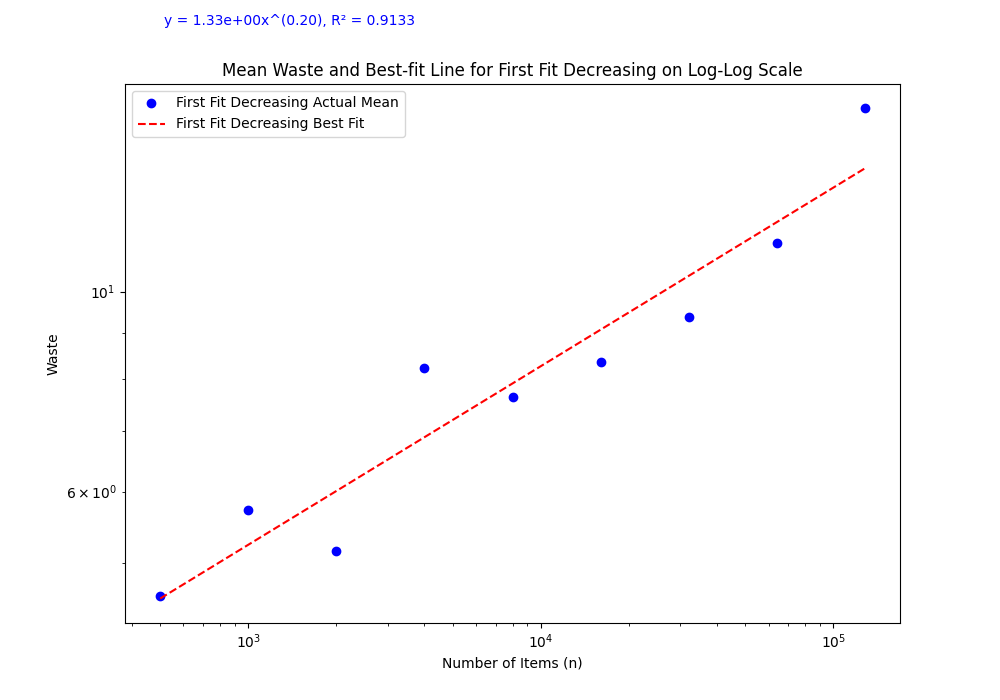 y = 1.33e+00x^(0.20), R² = 0.9133
Mean Waste and Best-fit Line for First Fit Decreasing on Log-Log Scale
First Fit Decreasing Actual Mean
First Fit Decreasing Best Fit
10¹
6 × 10⁰
Waste
10³ 10⁴ 10⁵
Number of Items (n)